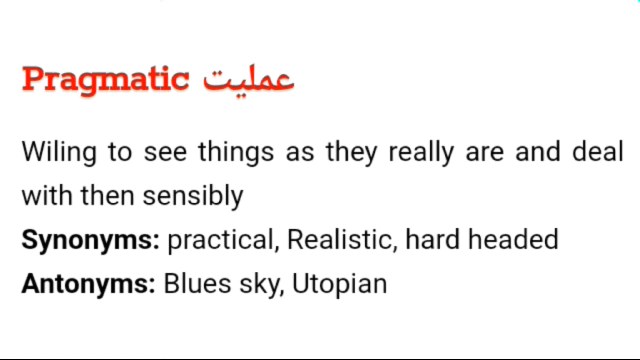 Pragmatic عملیت
Wiling to see things as they really are and deal
with then sensibly
Synonyms: practical, Realistic, hard headed
Antonyms: Blues sky, Utopian